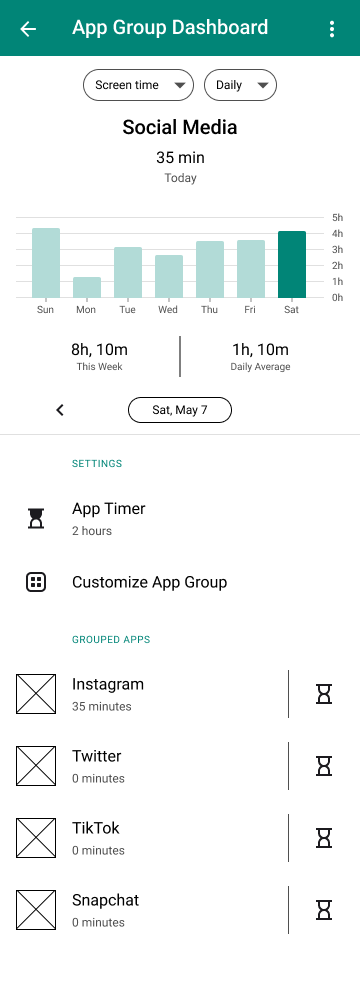 App Group Dashboard
Screen time Daily
Social Media
35 min
Today
5h
4h
3h
2h
1h
0h
Sun Mon Tue Wed Thu Fri Sat
8h, 10m 1h, 10m
This Week Daily Average
Sat, May 7
SETTINGS
App Timer
2 hours
Customize App Group
GROUPED APPS
Instagram
35 minutes
Twitter
0 minutes
TikTok
0 minutes
Snapchat
0 minutes